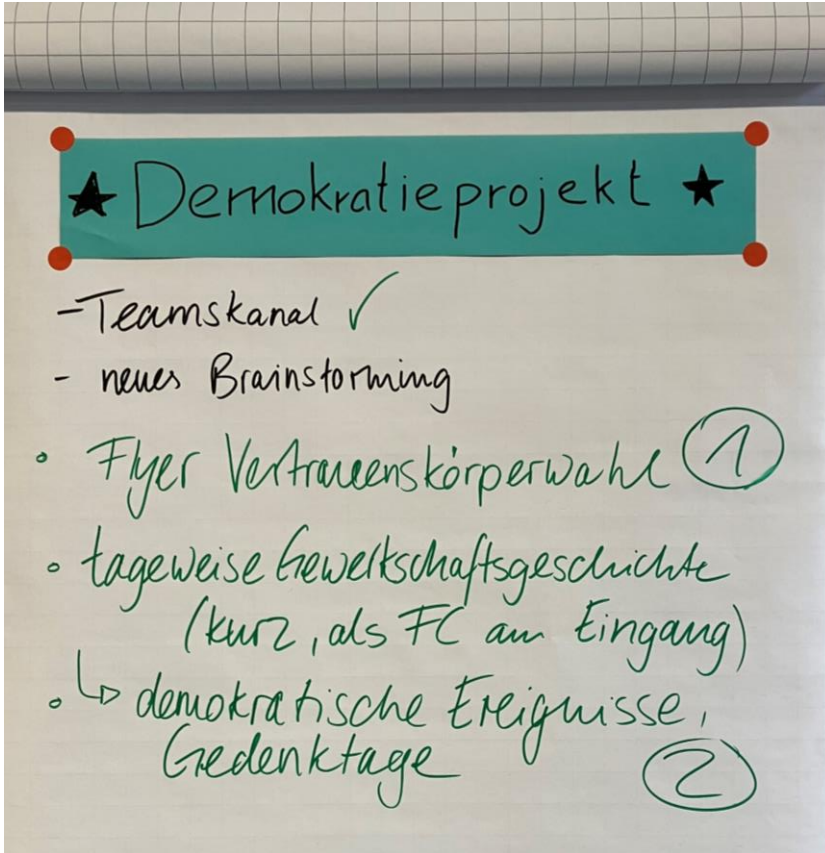 ★ Demokratieprojekt ★
- Teamskanal ✓
- neues Brainstorming
• Flyer Vertrauenskörperwahl ①
• tageweise Gewerkschaftsgeschichte
(kurz, als FC am Eingang)
• ↳ demokratische Ereignisse,
Gedenktage ②